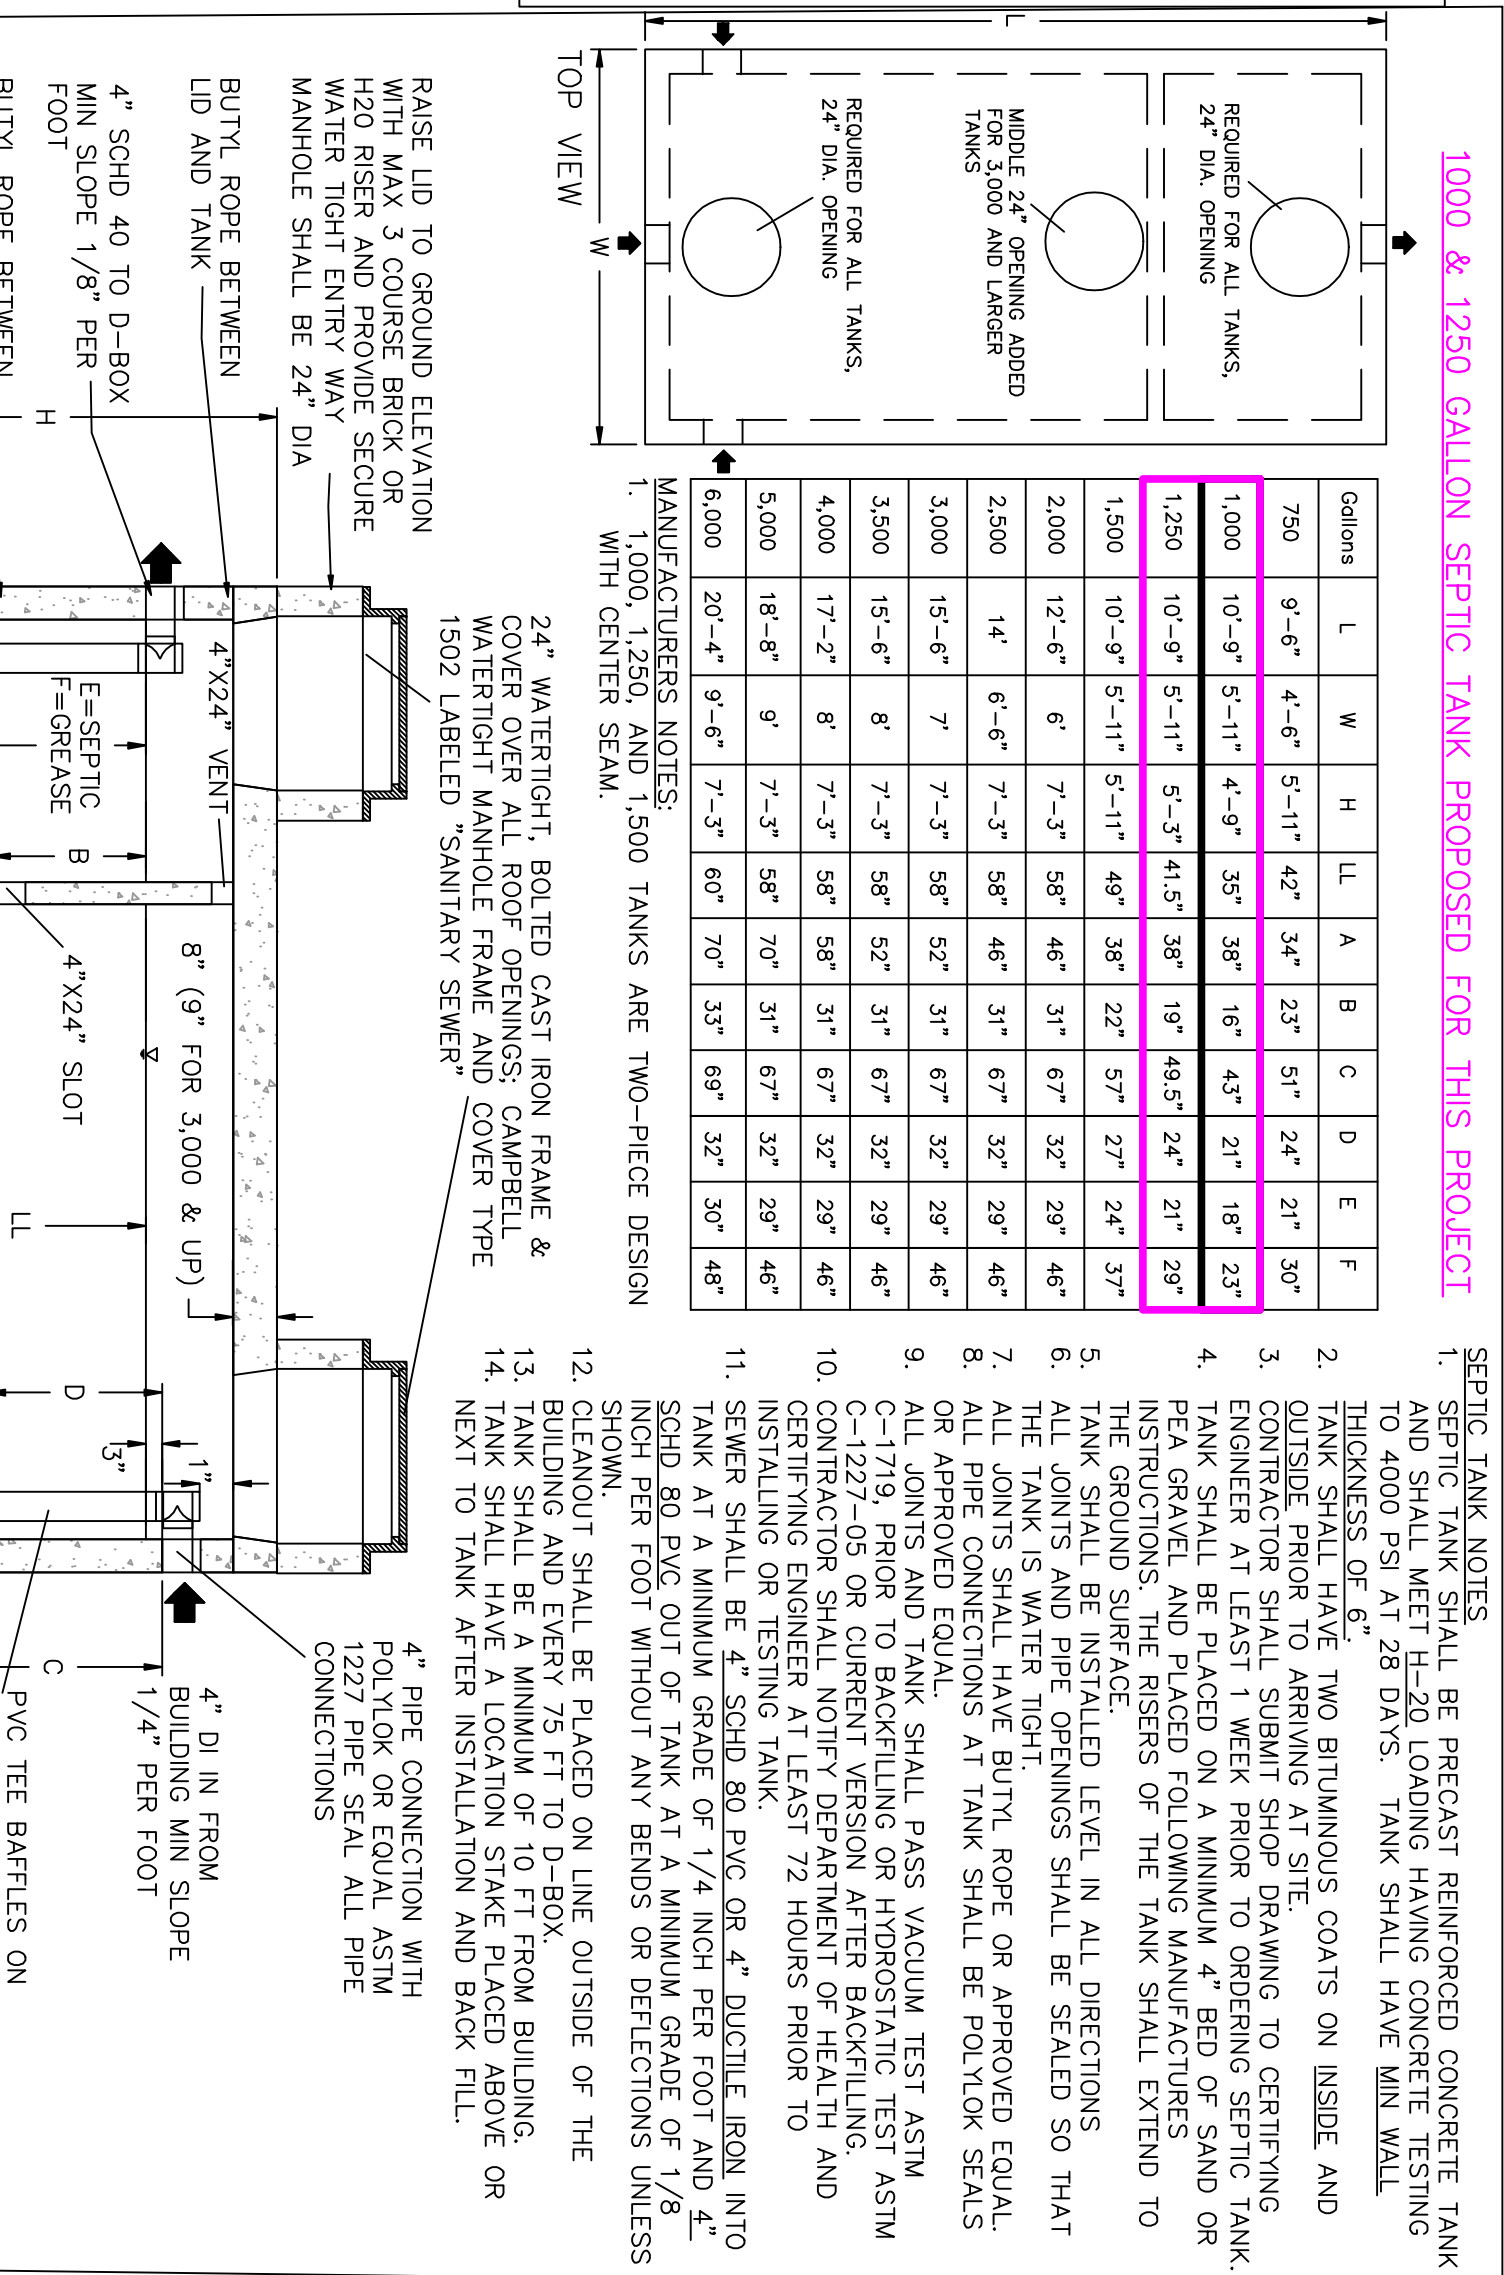 1000 & 1250 GALLON SEPTIC TANK PROPOSED FOR THIS PROJECT
L
REQUIRED FOR ALL TANKS,
24" DIA. OPENING
MIDDLE 24" OPENING ADDED
FOR 3,000 AND LARGER
TANKS
REQUIRED FOR ALL TANKS,
24" DIA. OPENING
W
TOP VIEW
Gallons L W H LL A B C D E F
750 9'-6" 4'-6" 5'-11" 42" 34" 23" 51" 24" 21" 30"
1,000 10'-9" 5'-11" 4'-9" 35" 38" 16" 43" 21" 18" 23"
1,250 10'-9" 5'-11" 5'-3" 41.5" 38" 19" 49.5" 24" 21" 29"
1,500 10'-9" 5'-11" 5'-11" 49" 38" 22" 57" 27" 24" 37"
2,000 12'-6" 6' 7'-3" 58" 46" 31" 67" 32" 29" 46"
2,500 14' 6'-6" 7'-3" 58" 46" 31" 67" 32" 29" 46"
3,000 15'-6" 7' 7'-3" 58" 52" 31" 67" 32" 29" 46"
3,500 15'-6" 8' 7'-3" 58" 52" 31" 67" 32" 29" 46"
4,000 17'-2" 8' 7'-3" 58" 58" 31" 67" 32" 29" 46"
5,000 18'-8" 9' 7'-3" 58" 70" 31" 67" 32" 29" 46"
6,000 20'-4" 9'-6" 7'-3" 60" 70" 33" 69" 32" 30" 48"
MANUFACTURERS NOTES:
1. 1,000, 1,250, AND 1,500 TANKS ARE TWO-PIECE DESIGN
WITH CENTER SEAM.
SEPTIC TANK NOTES
1. SEPTIC TANK SHALL BE PRECAST REINFORCED CONCRETE TANK
AND SHALL MEET H-20 LOADING HAVING CONCRETE TESTING
TO 4000 PSI AT 28 DAYS. TANK SHALL HAVE MIN WALL
THICKNESS OF 6".
2. TANK SHALL HAVE TWO BITUMINOUS COATS ON INSIDE AND
OUTSIDE PRIOR TO ARRIVING AT SITE.
3. CONTRACTOR SHALL SUBMIT SHOP DRAWING TO CERTIFYING
ENGINEER AT LEAST 1 WEEK PRIOR TO ORDERING SEPTIC TANK.
4. TANK SHALL BE PLACED ON A MINIMUM 4" BED OF SAND OR
PEA GRAVEL AND PLACED FOLLOWING MANUFACTURES
INSTRUCTIONS. THE RISERS OF THE TANK SHALL EXTEND TO
THE GROUND SURFACE.
5. TANK SHALL BE INSTALLED LEVEL IN ALL DIRECTIONS
6. ALL JOINTS AND PIPE OPENINGS SHALL BE SEALED SO THAT
THE TANK IS WATER TIGHT.
7. ALL JOINTS SHALL HAVE BUTYL ROPE OR APPROVED EQUAL.
8. ALL PIPE CONNECTIONS AT TANK SHALL BE POLYLOK SEALS
OR APPROVED EQUAL.
9. ALL JOINTS AND TANK SHALL PASS VACUUM TEST ASTM
C-1719, PRIOR TO BACKFILLING OR HYDROSTATIC TEST ASTM
C-1227-05 OR CURRENT VERSION AFTER BACKFILLING.
10. CONTRACTOR SHALL NOTIFY DEPARTMENT OF HEALTH AND
CERTIFYING ENGINEER AT LEAST 72 HOURS PRIOR TO
INSTALLING OR TESTING TANK.
11. SEWER SHALL BE 4" SCHD 80 PVC OR 4" DUCTILE IRON INTO
TANK AT A MINIMUM GRADE OF 1/4 INCH PER FOOT AND 4"
SCHD 80 PVC OUT OF TANK AT A MINIMUM GRADE OF 1/8
INCH PER FOOT WITHOUT ANY BENDS OR DEFLECTIONS UNLESS
SHOWN.
12. CLEANOUT SHALL BE PLACED ON LINE OUTSIDE OF THE
BUILDING AND EVERY 75 FT TO D-BOX.
13. TANK SHALL BE A MINIMUM OF 10 FT FROM BUILDING.
14. TANK SHALL HAVE A LOCATION STAKE PLACED ABOVE OR
NEXT TO TANK AFTER INSTALLATION AND BACK FILL.
RAISE LID TO GROUND ELEVATION
WITH MAX 3 COURSE BRICK OR
H20 RISER AND PROVIDE SECURE
WATER TIGHT ENTRY WAY
MANHOLE SHALL BE 24" DIA
BUTYL ROPE BETWEEN
LID AND TANK
4" SCHD 40 TO D-BOX
MIN SLOPE 1/8" PER
FOOT
BUTYL ROPE BETWEEN
H
24" WATERTIGHT, BOLTED CAST IRON FRAME &
COVER OVER ALL ROOF OPENINGS; CAMPBELL
WATERTIGHT MANHOLE FRAME AND COVER TYPE
1502 LABELED "SANITARY SEWER"
4"X24" VENT
E=SEPTIC
F=GREASE
B
4"X24" SLOT
8" (9" FOR 3,000 & UP)
LL
D
1"
3"
C
4" PIPE CONNECTION WITH
POLYLOK OR EQUAL ASTM
1227 PIPE SEAL ALL PIPE
CONNECTIONS
4" DI IN FROM
BUILDING MIN SLOPE
1/4" PER FOOT
PVC TEE BAFFLES ON